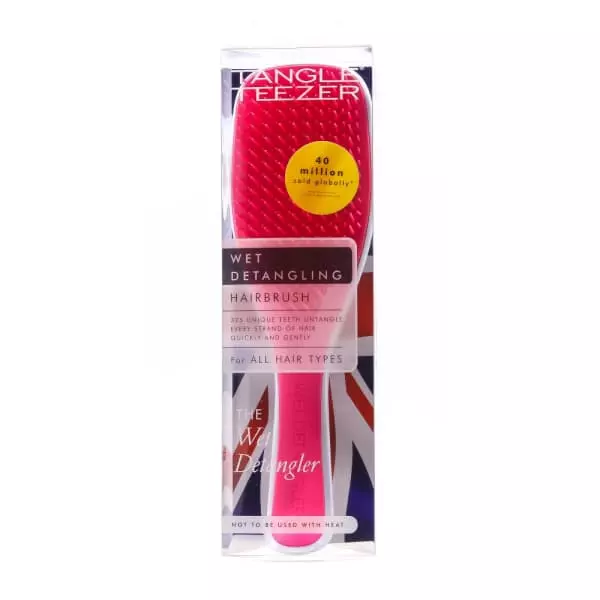 TANGLE
TEEZER
40
million
sold globally*
WET
DETANGLING
HAIRBRUSH
325 UNIQUE TEETH UNTANGLE
EVERY STRAND OF HAIR
QUICKLY AND GENTLY
For ALL HAIR TYPES
THE
Wet
Detangler
NOT TO BE USED WITH HEAT